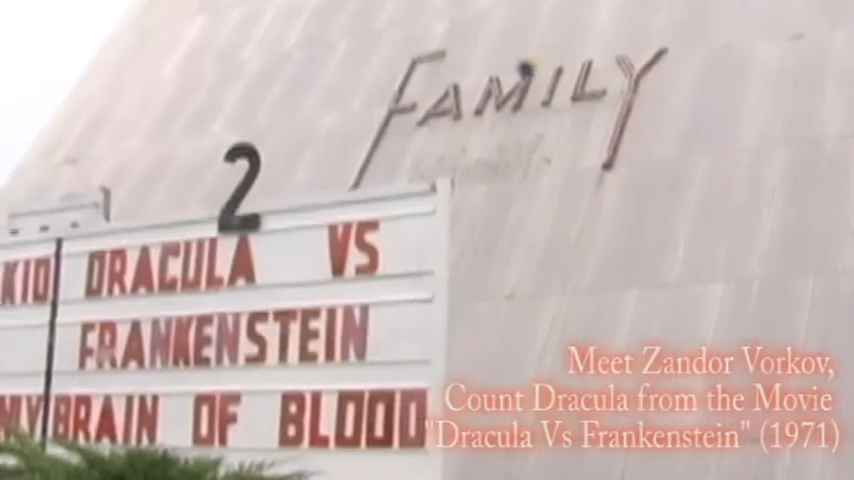 FAMILY
2
KID DRACULA VS
FRANKENSTEIN
MY BRAIN OF BLOOD
Meet Zandor Vorkov,
Count Dracula from the Movie
"Dracula Vs Frankenstein" (1971)